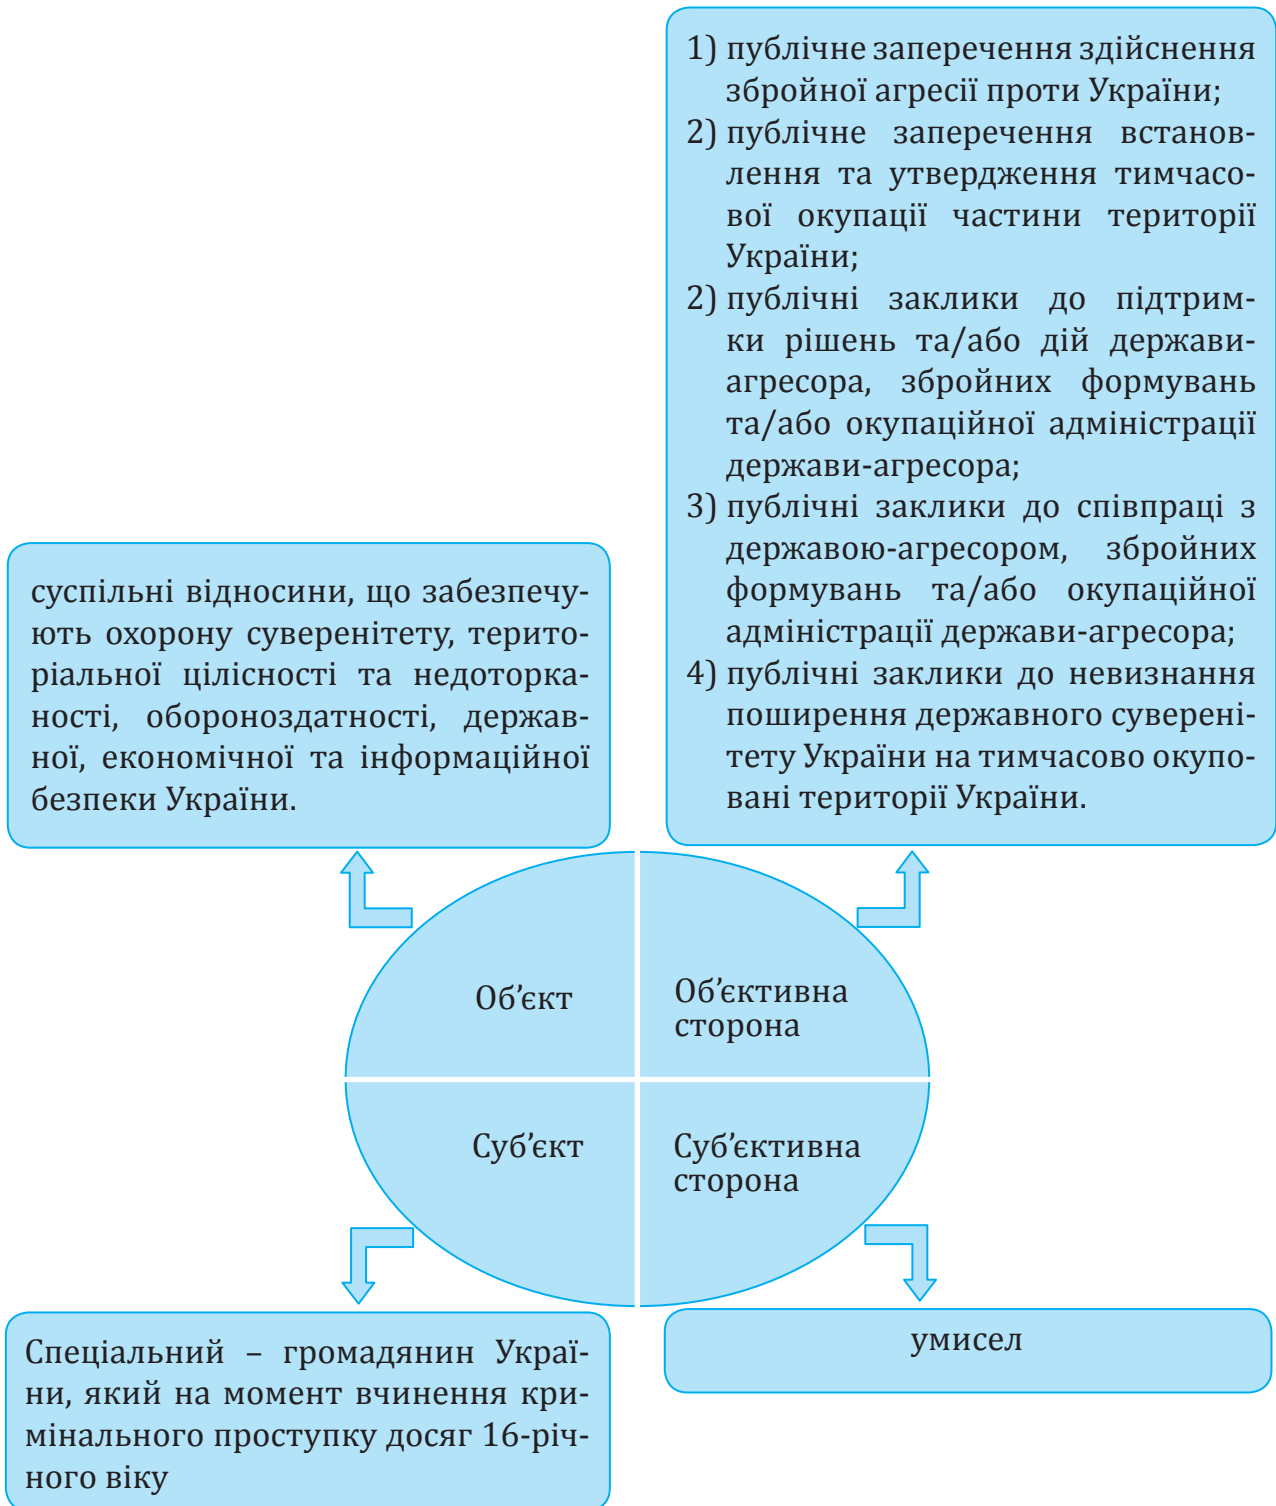 1) публічне заперечення здійснення
збройної агресії проти України;
2) публічне заперечення встанов-
лення та утвердження тимчасо-
вої окупації частини території
України;
2) публічні заклики до підтрим-
ки рішень та/або дій держави-
агресора, збройних формувань
та/або окупаційної адміністрації
держави-агресора;
3) публічні заклики до співпраці з
державою-агресором, збройних
формувань та/або окупаційної
адміністрації держави-агресора;
4) публічні заклики до невизнання
поширення державного суверені-
тету України на тимчасово окупо-
вані території України.
суспільні відносини, що забезпечу-
ють охорону суверенітету, терито-
ріальної цілісності та недоторка-
ності, обороноздатності, держав-
ної, економічної та інформаційної
безпеки України.
Об’єкт
Об’єктивна
сторона
Суб’єкт
Суб’єктивна
сторона
Спеціальний – громадянин Украї-
ни, який на момент вчинення кри-
мінального проступку досяг 16-річ-
ного віку
умисел